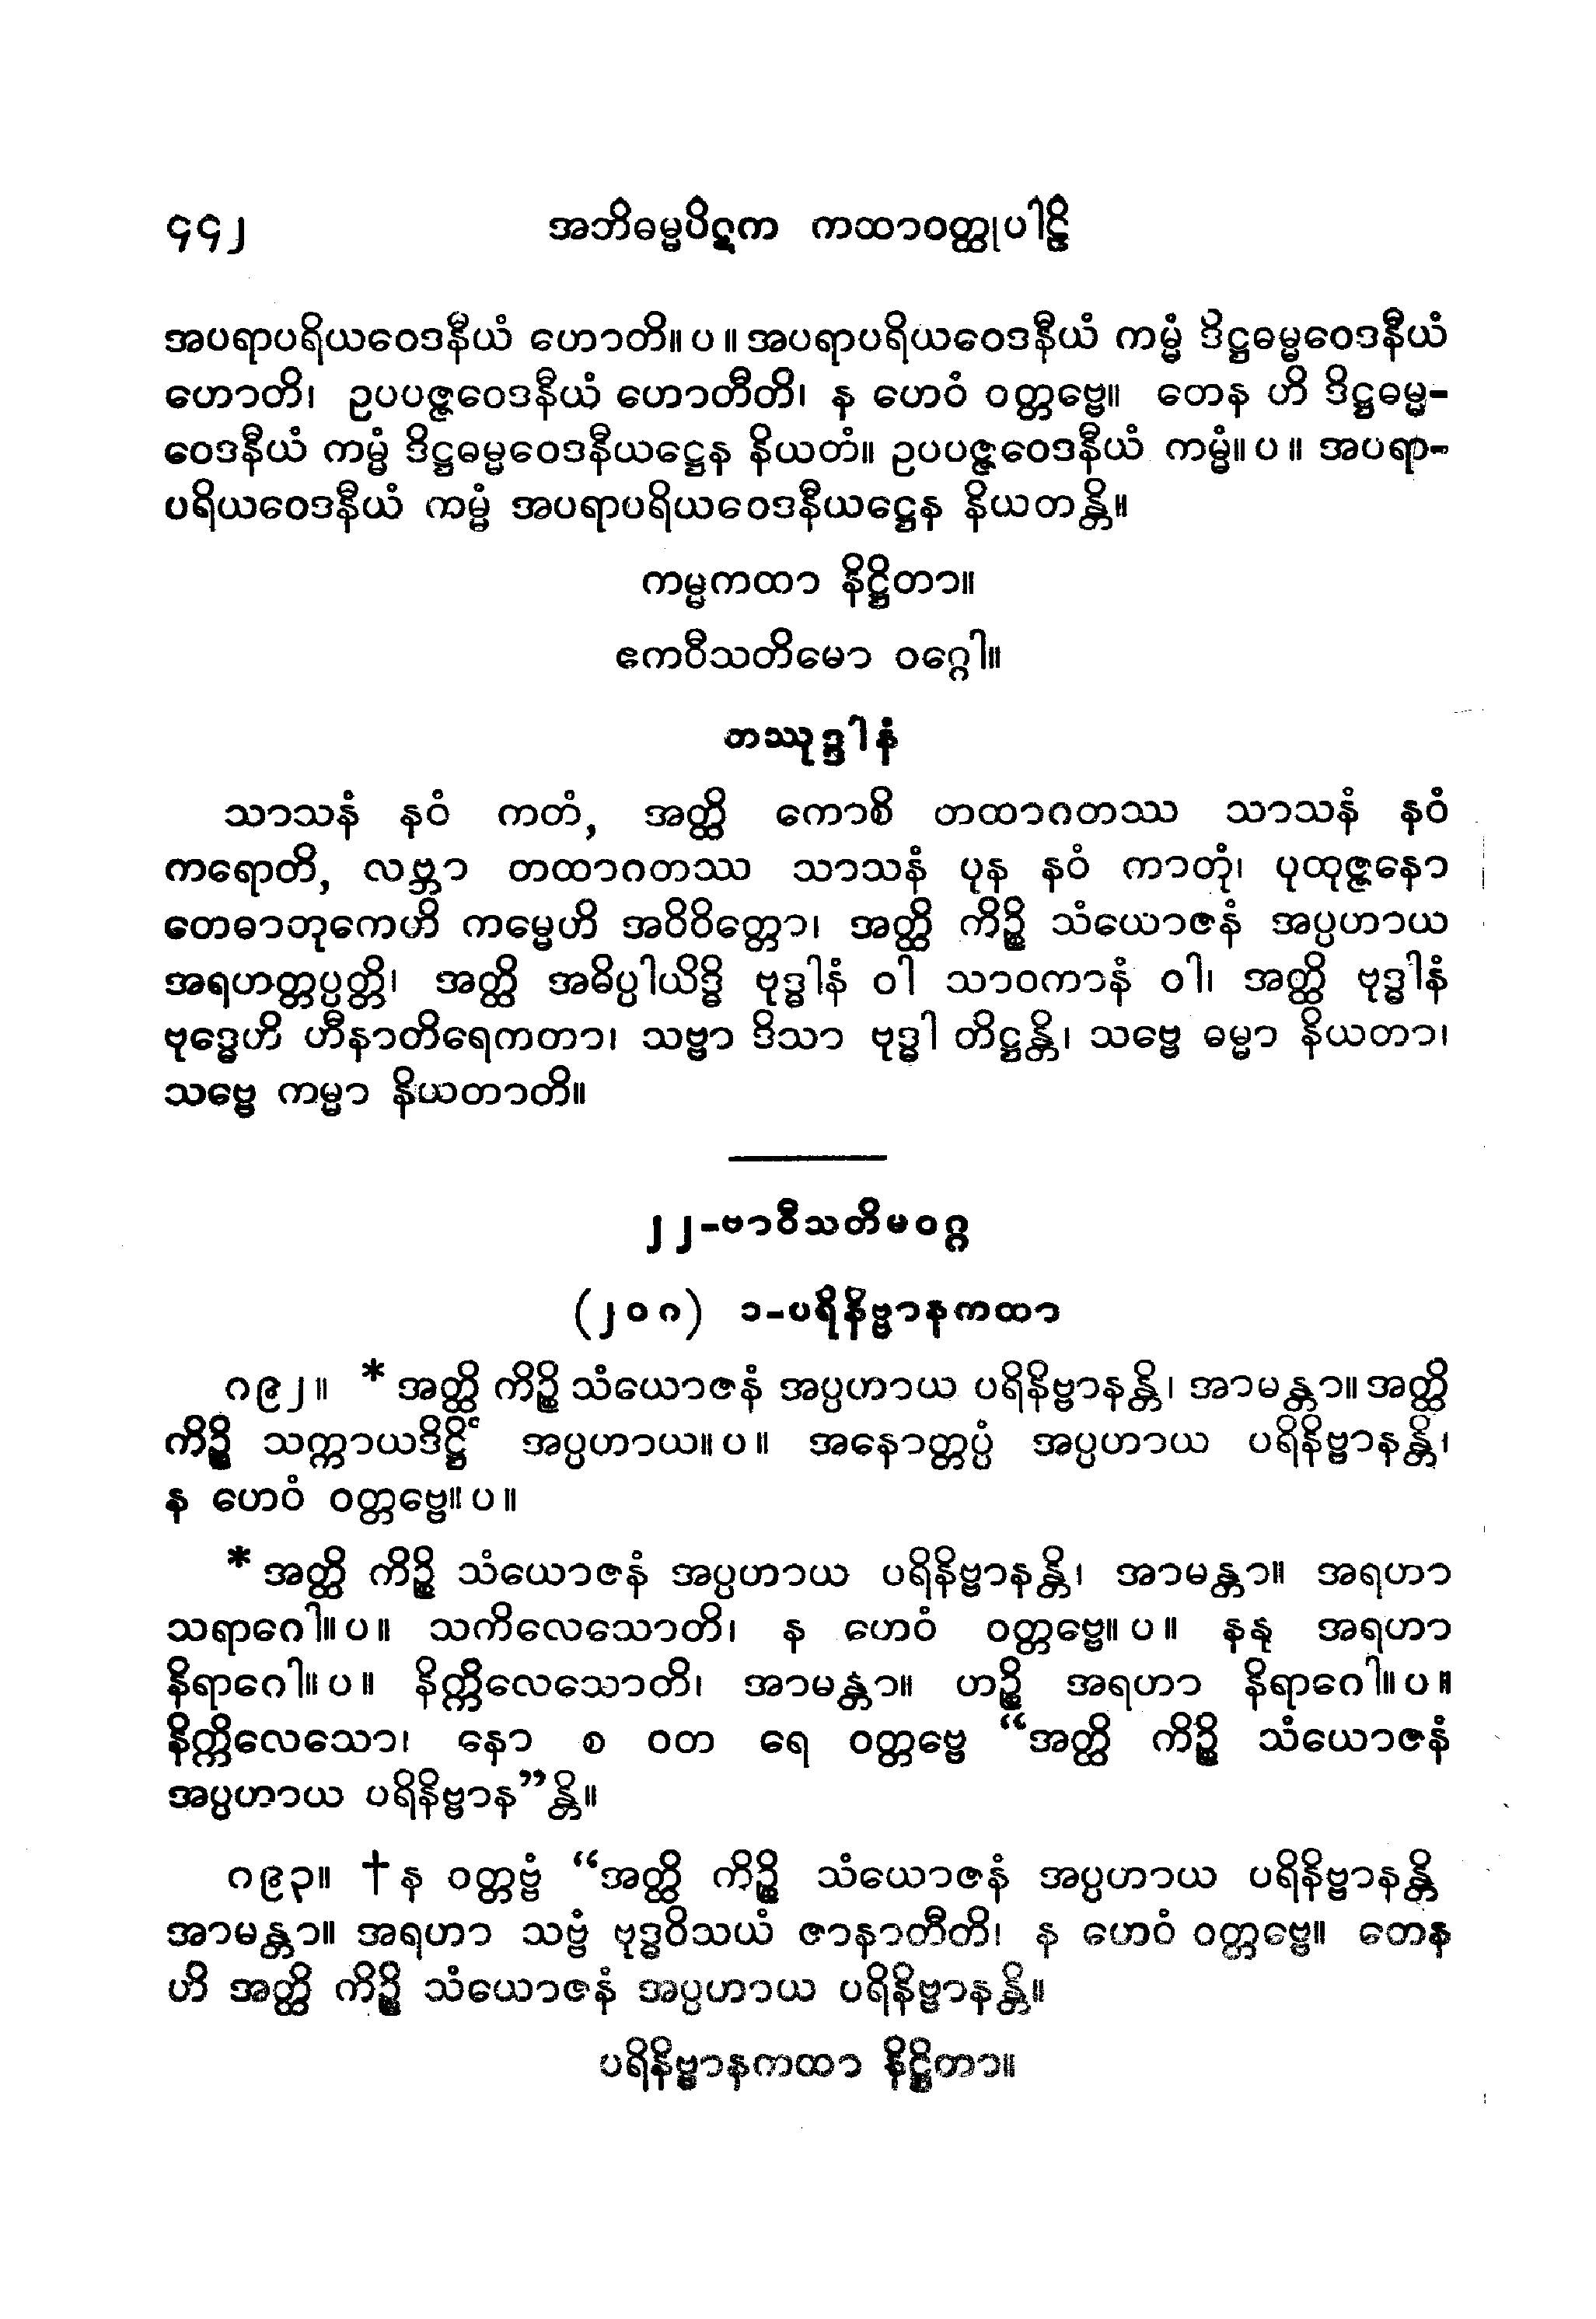 ၄၄၂ အဘိဓမ္မပိဋက ကထာဝတ္ထုပါဠိ
အပရာပရိယဝေဒနီယံ ဟောတိ။ပ။ အပရာပရိယဝေဒနီယံ ကမ္မံ ဒိဋ္ဌဓမ္မဝေဒနီယံ
ဟောတိ၊ ဥပပဇ္ဇဝေဒနီယံ ဟောတီတိ၊ န ဟေဝံ ဝတ္တဗ္ဗေ။ တေန ဟိ ဒိဋ္ဌဓမ္မ-
ဝေဒနီယံ ကမ္မံ ဒိဋ္ဌဓမ္မဝေဒနီယဋ္ဌေန နိယတံ။ ဥပပဇ္ဇဝေဒနီယံ ကမ္မံ။ပ။ အပရာ-
ပရိယဝေဒနီယံ ကမ္မံ အပရာပရိယဝေဒနီယဋ္ဌေန နိယတန္တိ။
ကမ္မကထာ နိဋ္ဌိတာ။
ဧကဝီသတိမော ဝဂ္ဂေါ။
တဿုဒ္ဒါနံ
သာသနံ နဝံ ကတံ, အတ္ထိ ကောစိ တထာဂတဿ သာသနံ နဝံ
ကရောတိ, လဗ္ဘာ တထာဂတဿ သာသနံ ပုန နဝံ ကာတုံ၊ ပုထုဇ္ဇနော
တေဓာတုကေဟိ ကမ္မေဟိ အဝိဝိတ္တော၊ အတ္ထိ ကိဉ္စိ သံယောဇနံ အပ္ပဟာယ
အရဟတ္တပ္ပတ္တိ၊ အတ္ထိ အဓိပ္ပါယိဒ္ဓိ ဗုဒ္ဓါနံ ဝါ သာဝကာနံ ဝါ၊ အတ္ထိ ဗုဒ္ဓါနံ
ဗုဒ္ဓေဟိ ဟီနာတိရေကတာ၊ သဗ္ဗာ ဒိသာ ဗုဒ္ဓါ တိဋ္ဌန္တိ၊ သဗ္ဗေ ဓမ္မာ နိယတာ၊
သဗ္ဗေ ကမ္မာ နိယတာတိ။
၂၂-ဗာဝီသတိမဝဂ္ဂ
(၂၀၈) ၁-ပရိနိဗ္ဗာနကထာ
၈၉၂။ * အတ္ထိ ကိဉ္စိ သံယောဇနံ အပ္ပဟာယ ပရိနိဗ္ဗာနန္တိ၊ အာမန္တာ။ အတ္ထိ
ကိဉ္စိ သက္ကာယဒိဋ္ဌိံ အပ္ပဟာယ။ပ။ အနောတ္တပ္ပံ အပ္ပဟာယ ပရိနိဗ္ဗာနန္တိ၊
န ဟေဝံ ဝတ္တဗ္ဗေ။ပ။
* အတ္ထိ ကိဉ္စိ သံယောဇနံ အပ္ပဟာယ ပရိနိဗ္ဗာနန္တိ၊ အာမန္တာ။ အရဟာ
သရာဂေါ။ပ။ သကိလေသောတိ၊ န ဟေဝံ ဝတ္တဗ္ဗေ။ပ။ နနု အရဟာ
နိရာဂေါ။ပ။ နိက္ကိလေသောတိ၊ အာမန္တာ။ ဟဉ္စိ အရဟာ နိရာဂေါ။ပ။
နိက္ကိလေသော၊ နော စ ဝတ ရေ ဝတ္တဗ္ဗေ “အတ္ထိ ကိဉ္စိ သံယောဇနံ
အပ္ပဟာယ ပရိနိဗ္ဗာန”န္တိ။
၈၉၃။ † န ဝတ္တဗ္ဗံ “အတ္ထိ ကိဉ္စိ သံယောဇနံ အပ္ပဟာယ ပရိနိဗ္ဗာနန္တိ
အာမန္တာ။ အရဟာ သဗ္ဗံ ဗုဒ္ဓဝိသယံ ဇာနာတီတိ၊ န ဟေဝံ ဝတ္တဗ္ဗေ။ တေန
ဟိ အတ္ထိ ကိဉ္စိ သံယောဇနံ အပ္ပဟာယ ပရိနိဗ္ဗာနန္တိ။
ပရိနိဗ္ဗာနကထာ နိဋ္ဌိတာ။